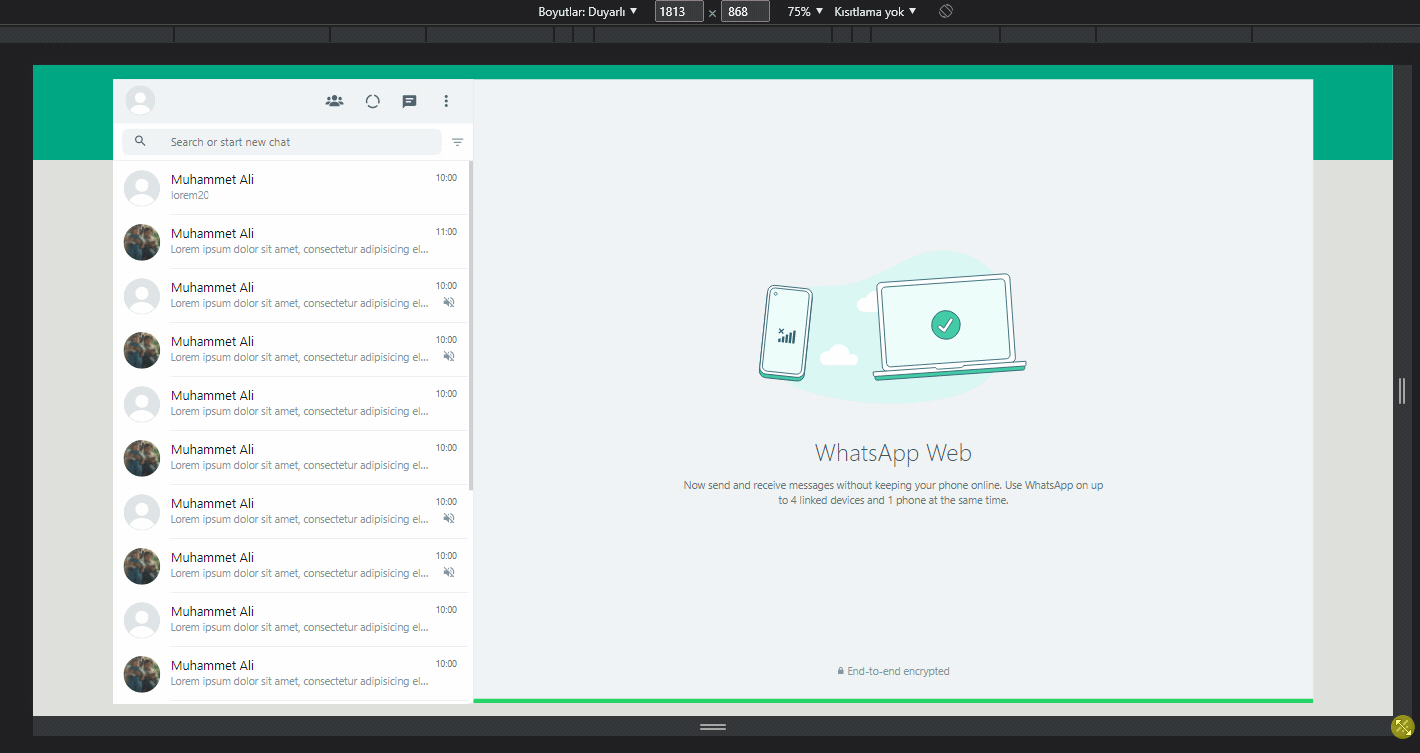 Boyutlar: Duyarlı 1813 × 868 75% Kısıtlama yok
Search or start new chat
Muhammet Ali 10:00
lorem20
Muhammet Ali 11:00
Lorem ipsum dolor sit amet, consectetur adipisicing el...
Muhammet Ali 10:00
Lorem ipsum dolor sit amet, consectetur adipisicing el...
Muhammet Ali 10:00
Lorem ipsum dolor sit amet, consectetur adipisicing el...
Muhammet Ali 10:00
Lorem ipsum dolor sit amet, consectetur adipisicing el...
Muhammet Ali 10:00
Lorem ipsum dolor sit amet, consectetur adipisicing el...
Muhammet Ali 10:00
Lorem ipsum dolor sit amet, consectetur adipisicing el...
Muhammet Ali 10:00
Lorem ipsum dolor sit amet, consectetur adipisicing el...
Muhammet Ali 10:00
Lorem ipsum dolor sit amet, consectetur adipisicing el...
Muhammet Ali 10:00
Lorem ipsum dolor sit amet, consectetur adipisicing el...
WhatsApp Web
Now send and receive messages without keeping your phone online. Use WhatsApp on up
to 4 linked devices and 1 phone at the same time.
End-to-end encrypted